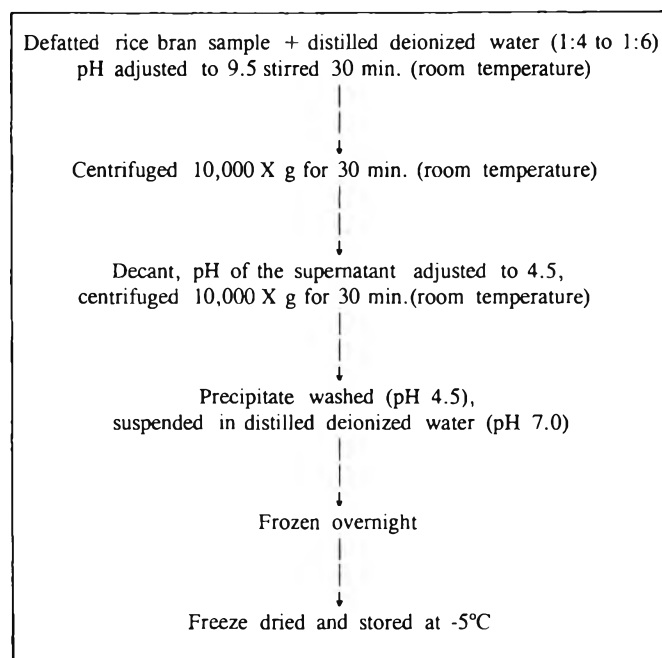 Defatted rice bran sample + distilled deionized water (1:4 to 1:6)
pH adjusted to 9.5 stirred 30 min. (room temperature)
Centrifuged 10,000 X g for 30 min. (room temperature)
Decant, pH of the supernatant adjusted to 4.5,
centrifuged 10,000 X g for 30 min.(room temperature)
Precipitate washed (pH 4.5),
suspended in distilled deionized water (pH 7.0)
Frozen overnight
Freeze dried and stored at -5°C